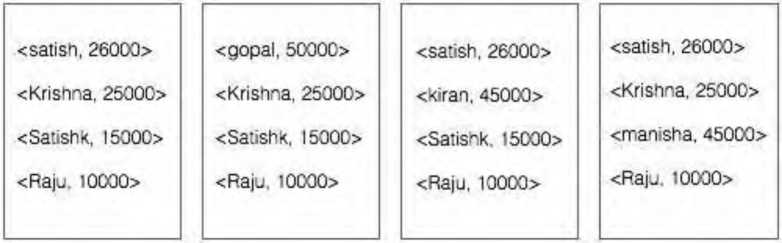 <satish, 26000>
<Krishna, 25000>
<Satishk, 15000>
<Raju, 10000>
<gopal, 50000>
<Krishna, 25000>
<Satishk, 15000>
<Raju, 10000>
<satish, 26000>
<kiran, 45000>
<Satishk, 15000>
<Raju, 10000>
<satish, 26000>
<Krishna, 25000>
<manisha, 45000>
<Raju, 10000>